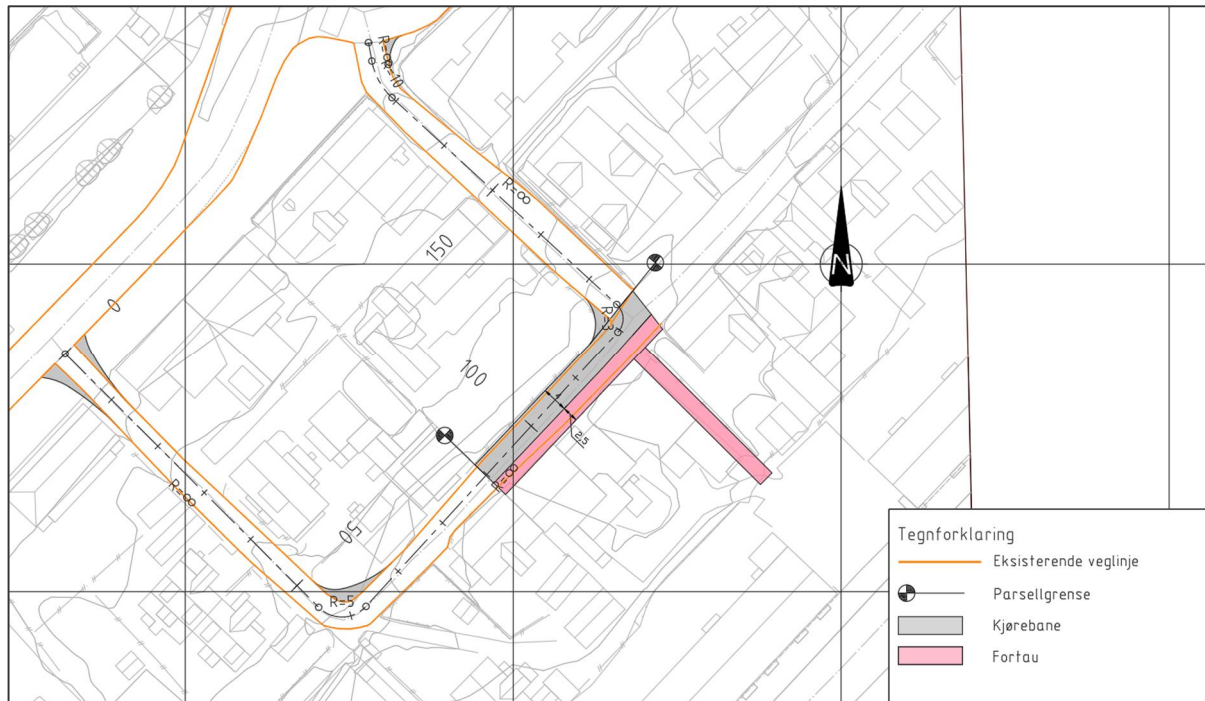 R=∞
R=10
R=∞
150
N
0
R=3
100
2,5
R=∞
R=∞
50
R=5
Tegnforklaring
Eksisterende veglinje
Parsellgrense
Kjørebane
Fortau